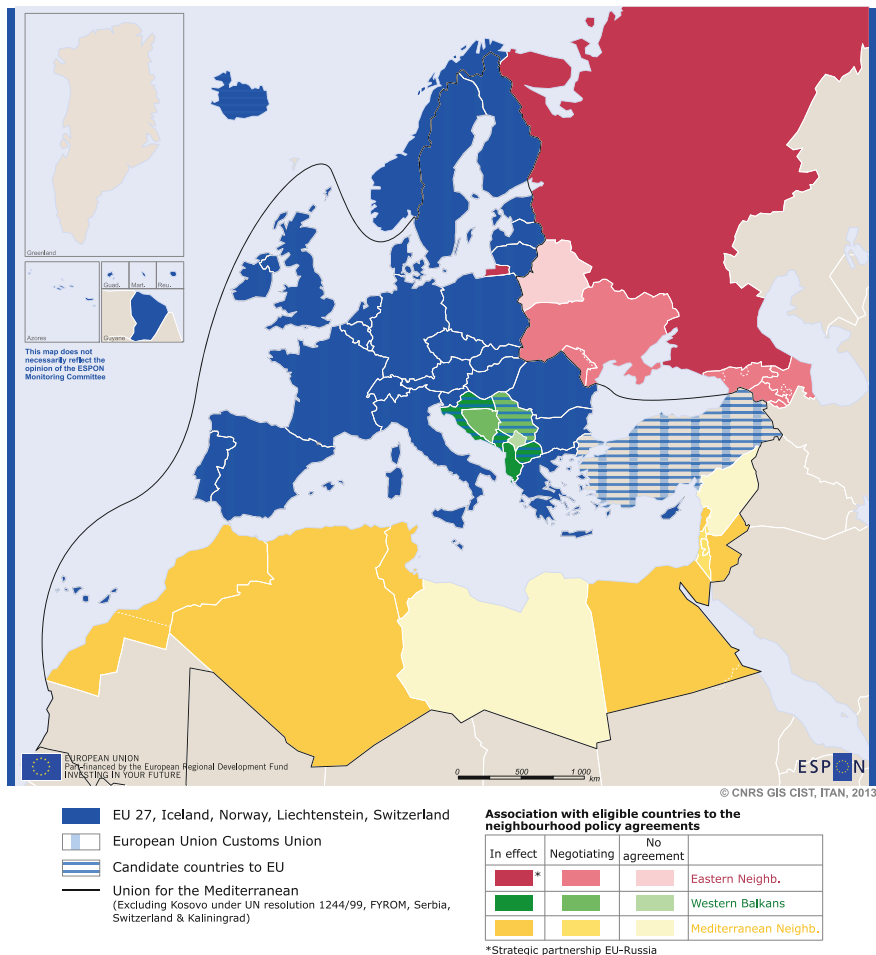 Greenland
Azores
Guad.
Mart.
Reu.
Guyane
This map does not
necessarily reflect the
opinion of the ESPON
Monitoring Committee
EUROPEAN UNION
Part-financed by the European Regional Development Fund
INVESTING IN YOUR FUTURE
0 500 1 000
km
ESPON
© CNRS GIS CIST, ITAN, 2013
EU 27, Iceland, Norway, Liechtenstein, Switzerland
European Union Customs Union
Candidate countries to EU
Union for the Mediterranean
(Excluding Kosovo under UN resolution 1244/99, FYROM, Serbia,
Switzerland & Kaliningrad)
Association with eligible countries to the
neighbourhood policy agreements
In effect Negotiating No agreement
* Eastern Neighb.
Western Balkans
Mediterranean Neighb.
*Strategic partnership EU-Russia